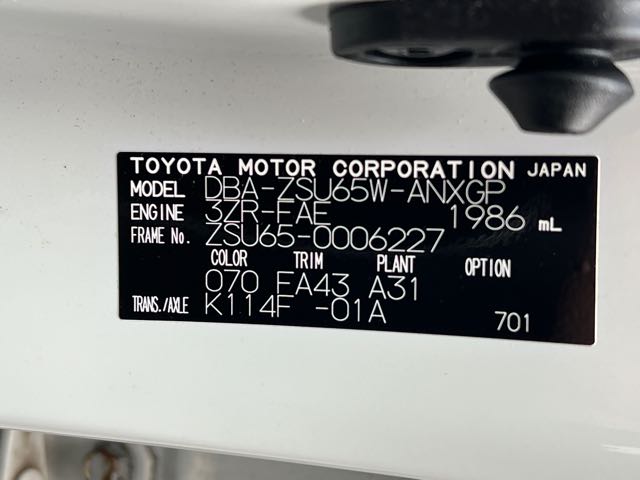 TOYOTA MOTOR CORPORATION JAPAN
MODEL DBA-ZSU65W-ANXGP
ENGINE 3ZR-FAE 1986 mL
FRAME No. ZSU65-0006227
COLOR TRIM PLANT OPTION
070 FA43 A31
TRANS./AXLE K114F -01A 701